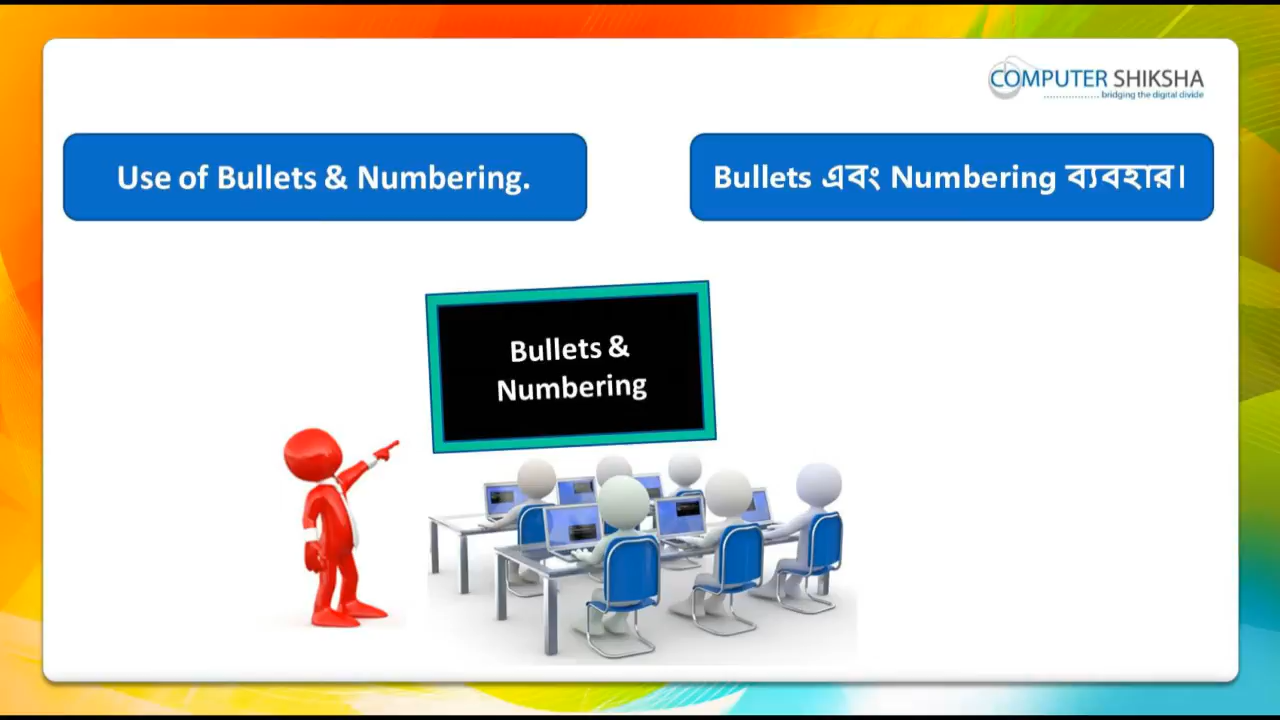 COMPUTER SHIKSHA
bridging the digital divide
Use of Bullets & Numbering.
Bullets এবং Numbering ব্যবহার।
Bullets &
Numbering